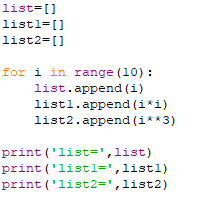 list=[]
list1=[]
list2=[]
for i in range(10):
    list.append(i)
    list1.append(i*i)
    list2.append(i**3)
print('list=',list)
print('list1=',list1)
print('list2=',list2)